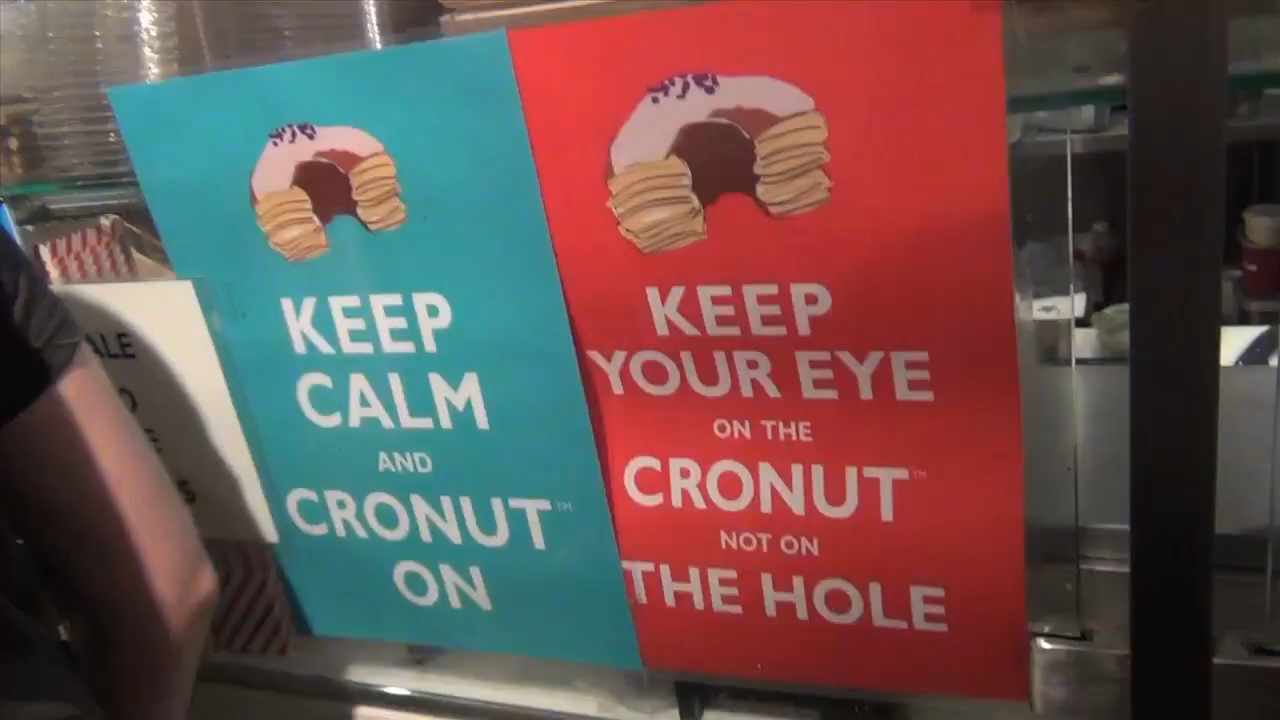 KEEP
CALM
AND
CRONUT™
ON
KEEP
YOUR EYE
ON THE
CRONUT™
NOT ON
THE HOLE